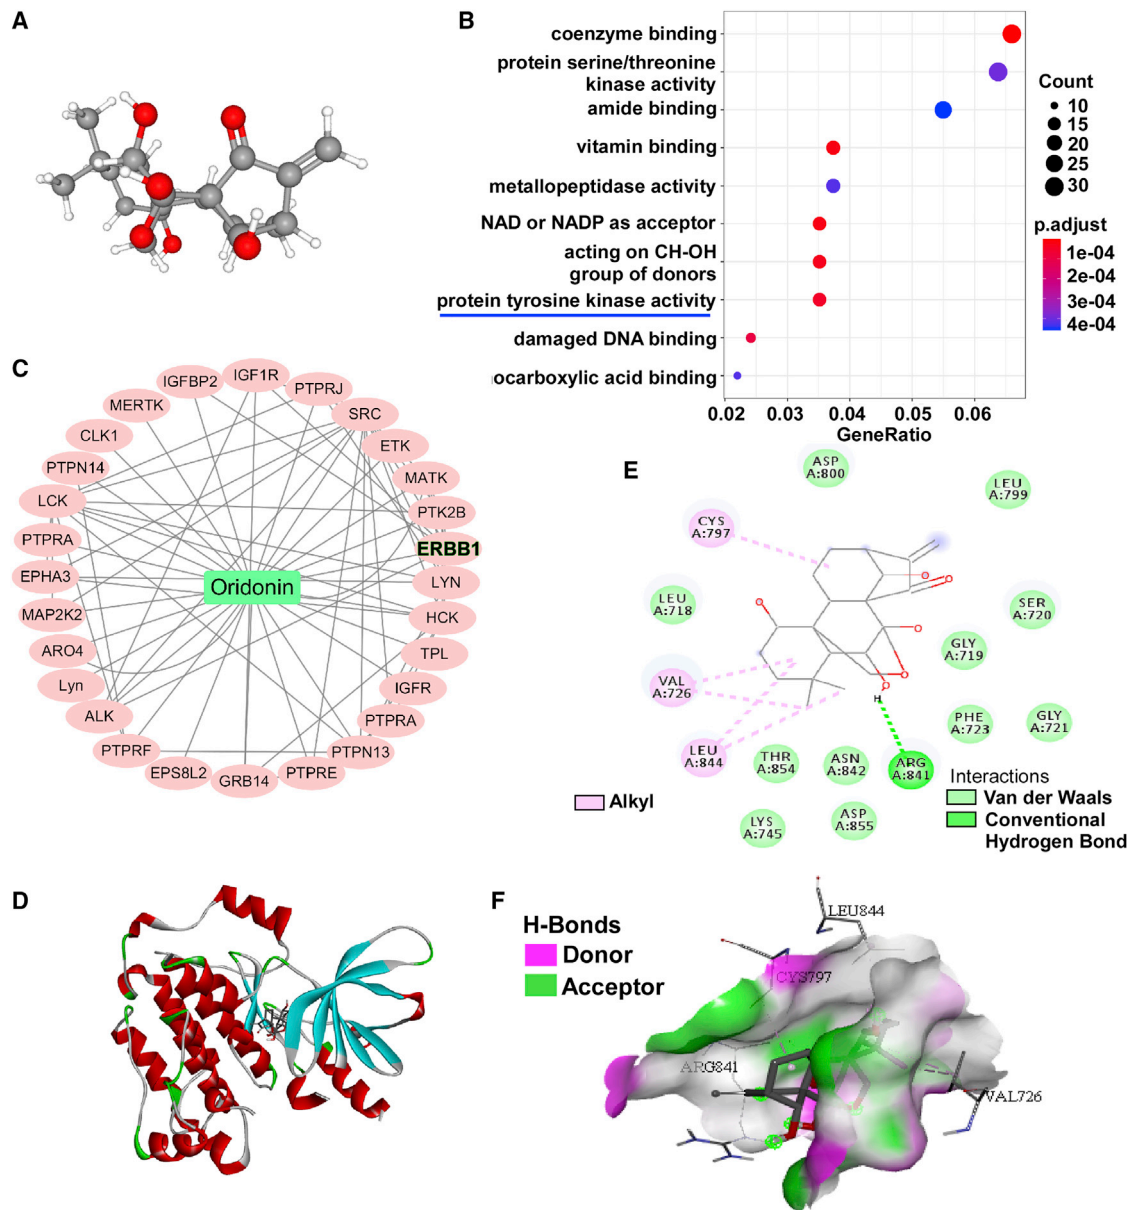 A
B
coenzyme binding
protein serine/threonine
kinase activity
amide binding
vitamin binding
metallopeptidase activity
NAD or NADP as acceptor
acting on CH-OH
group of donors
protein tyrosine kinase activity
damaged DNA binding
ocarboxylic acid binding
0.02 0.03 0.04 0.05 0.06
GeneRatio
Count
10
15
20
25
30
p.adjust
1e-04
2e-04
3e-04
4e-04
C
IGF1R
PTPRJ
SRC
ETK
MATK
PTK2B
ERBB1
LYN
HCK
TPL
IGFR
PTPRA
PTPN13
PTPRE
GRB14
EPS8L2
PTPRF
ALK
Lyn
ARO4
MAP2K2
EPHA3
PTPRA
LCK
PTPN14
CLK1
MERTK
IGFBP2
Oridonin
E
ASP
A:800
LEU
A:799
CYS
A:797
LEU
A:718
SER
A:720
GLY
A:719
VAL
A:726
PHE
A:723
GLY
A:721
LEU
A:844
THR
A:854
ASN
A:842
ARG
A:841
LYS
A:745
ASP
A:855
O
O
O
O
O
O
H
Alkyl
Interactions
Van der Waals
Conventional
Hydrogen Bond
D
F
H-Bonds
Donor
Acceptor
LEU844
CYS797
ARG841
VAL726